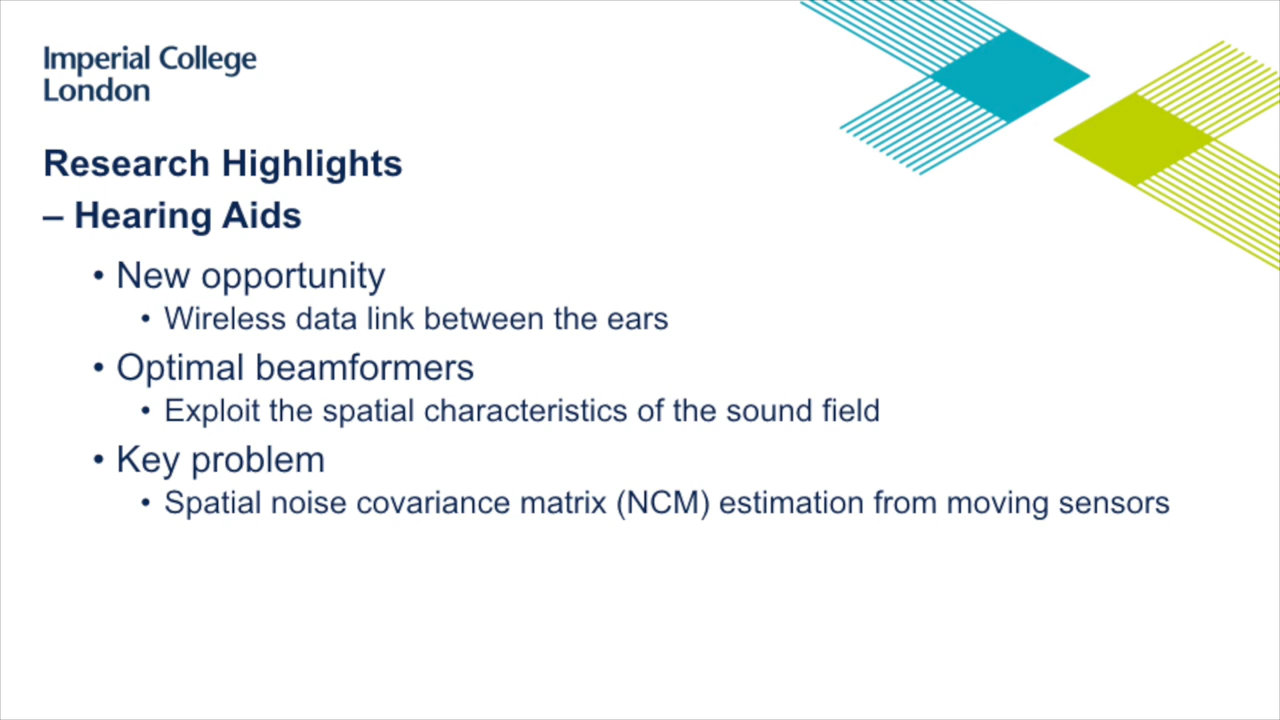 Imperial College
London
Research Highlights
– Hearing Aids
• New opportunity
• Wireless data link between the ears
• Optimal beamformers
• Exploit the spatial characteristics of the sound field
• Key problem
• Spatial noise covariance matrix (NCM) estimation from moving sensors